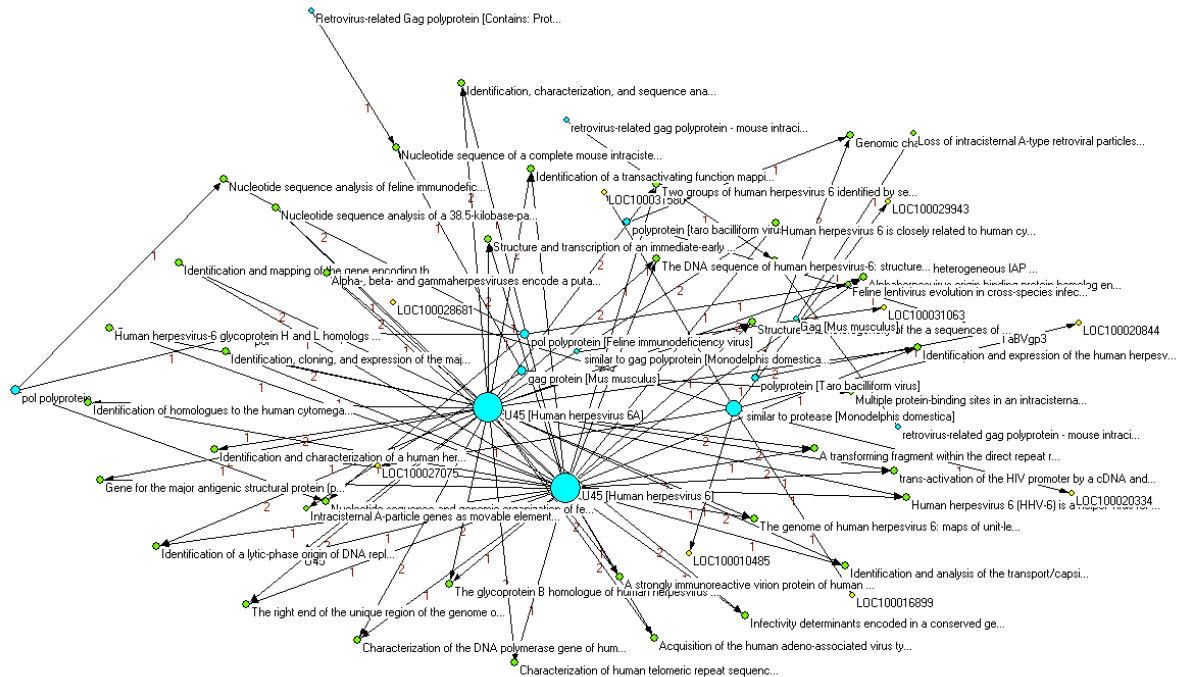 Retrovirus-related Gag polyprotein [Contains: Prot...
Identification, characterization, and sequence ana...
retrovirus-related gag polyprotein - mouse intraci...
Genomic cha
Loss of intracisternal A-type retroviral particles...
Nucleotide sequence of a complete mouse intraciste...
Identification of a transactivating function mappi...
Nucleotide sequence analysis of feline immunodefic...
Two groups of human herpesvirus 6 identified by se...
LOC100029943
Nucleotide sequence analysis of a 38.5-kilobase-pa...
polyprotein [taro bacilliform viru
Human herpesvirus 6 is closely related to human cy...
Structure and transcription of an immediate-early ...
Identification and mapping of the gene encoding th
The DNA sequence of human herpesvirus-6: structure...
heterogeneous IAP ...
Alpha-, beta- and gammaherpesviruses encode a puta...
Feline lentivirus evolution in cross-species infec...
LOC100028681
LOC100031063
Gag [Mus musculus]
of the a sequences of ...
LOC100020844
Human herpesvirus-6 glycoprotein H and L homologs ...
pol polyprotein [Feline immunodeficiency virus]
aBVgp3
Identification, cloning, and expression of the maj...
similar to gag polyprotein [Monodelphis domestica...
Identification and expression of the human herpesv...
gag protein [Mus musculus]
polyprotein [Taro bacilliform virus]
pol polyprotein
Multiple protein-binding sites in an intracisterna...
Identification of homologues to the human cytomega...
U45 [Human herpesvirus 6A]
similar to protease [Monodelphis domestica]
retrovirus-related gag polyprotein - mouse intraci...
Identification and characterization of a human her...
A transforming fragment within the direct repeat r...
LOC100027075
trans-activation of the HIV promoter by a cDNA and...
Gene for the major antigenic structural protein [p...
U45 [Human herpesvirus 6]
LOC100020334
Human herpesvirus 6 (HHV-6) is a
Intracisternal A-particle genes as movable element...
The genome of human herpesvirus 6: maps of unit-le...
Identification of a lytic-phase origin of DNA repl...
LOC100010485
Identification and analysis of the transport/capsi...
A strongly immunoreactive virion protein of human ...
The glycoprotein B homologue of human herpesvirus ...
LOC100016899
The right end of the unique region of the genome o...
Infectivity determinants encoded in a conserved ge...
Characterization of the DNA polymerase gene of hum...
Acquisition of the human adeno-associated virus ty...
Characterization of human telomeric repeat sequenc...